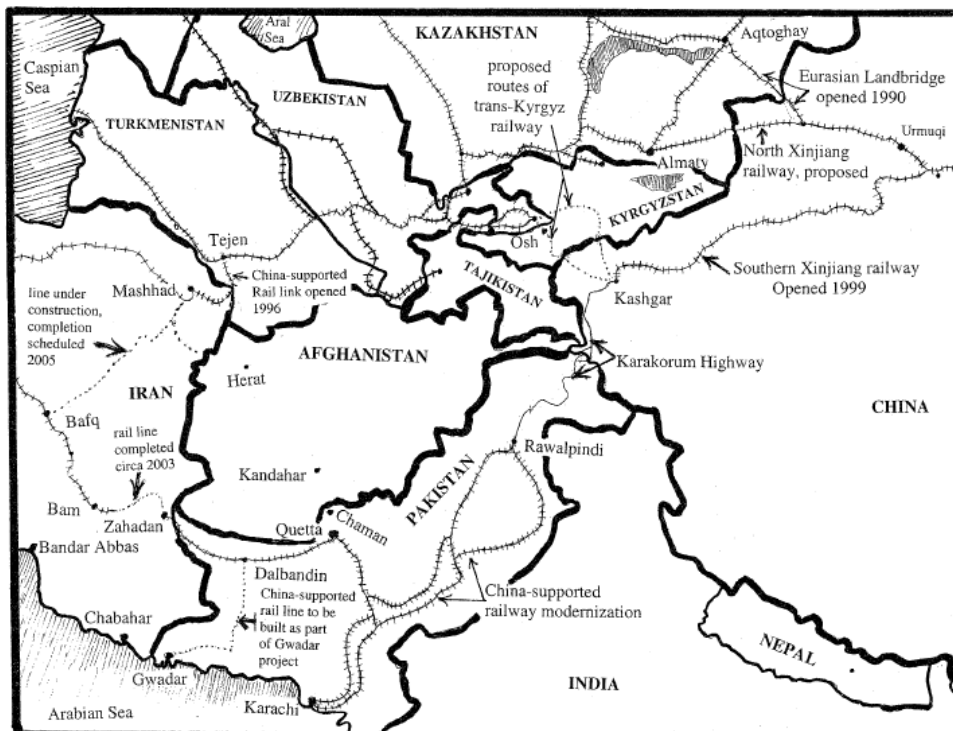 Aral
Sea
KAZAKHSTAN
Aqtoghay
Caspian
Sea
proposed
routes of
trans-Kyrgyz
railway
Eurasian Landbridge
opened 1990
UZBEKISTAN
TURKMENISTAN
Urmuqi
Almaty
North Xinjiang
railway, proposed
KYRGYZSTAN
Osh
Tejen
TAJIKISTAN
Southern Xinjiang railway
Opened 1999
China-supported
Rail link opened
1996
Mashhad
Kashgar
line under
construction,
completion
scheduled
2005
AFGHANISTAN
Karakorum Highway
Herat
IRAN
CHINA
Bafq
rail line
completed
circa 2003
Rawalpindi
Kandahar
PAKISTAN
Bam
Zahadan
Quetta
Chaman
Bandar Abbas
Dalbandin
China-supported
rail line to be
built as part
of Gwadar
project
China-supported
railway modernization
Chabahar
NEPAL
Gwadar
INDIA
Karachi
Arabian Sea